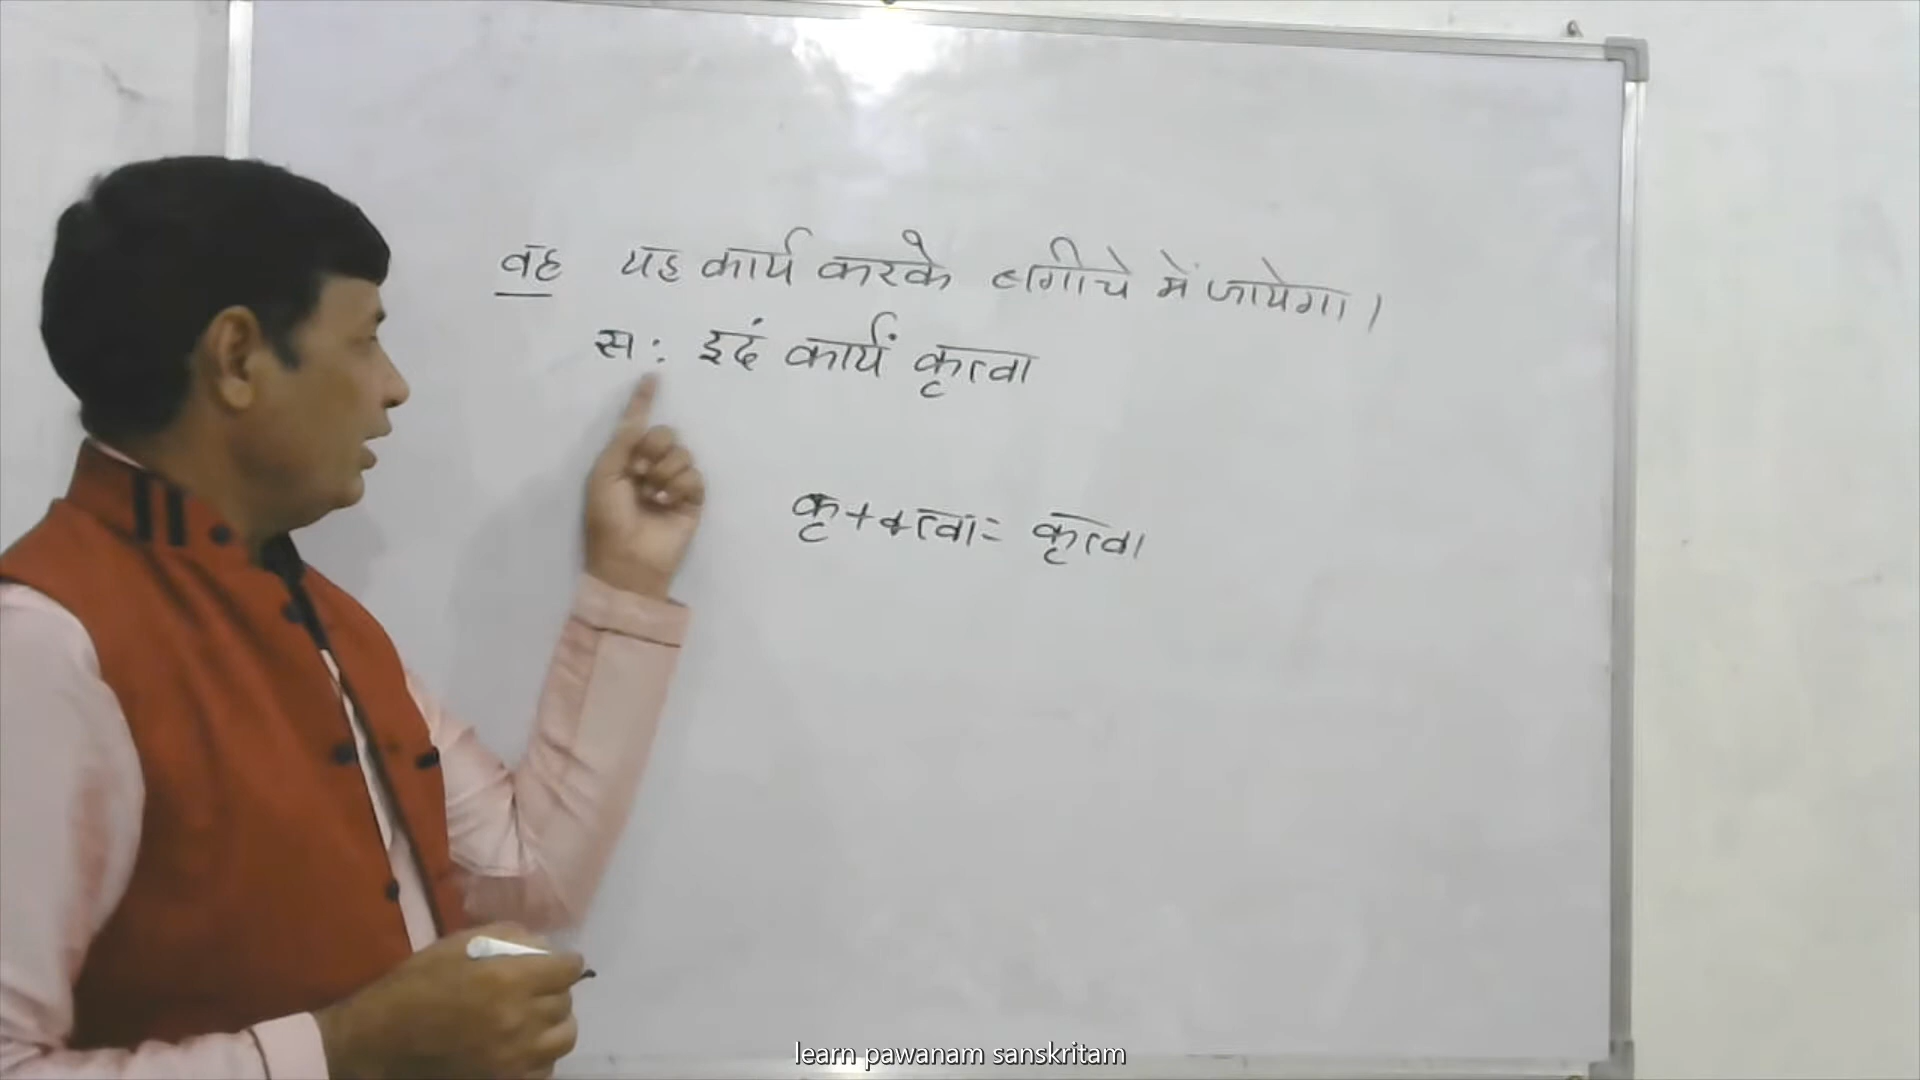 वह यह कार्य करके बगीचे में जायेगा।
सः इदं कार्यं कृत्वा
कृ+क्त्वा= कृत्वा
learn pawanam sanskritam